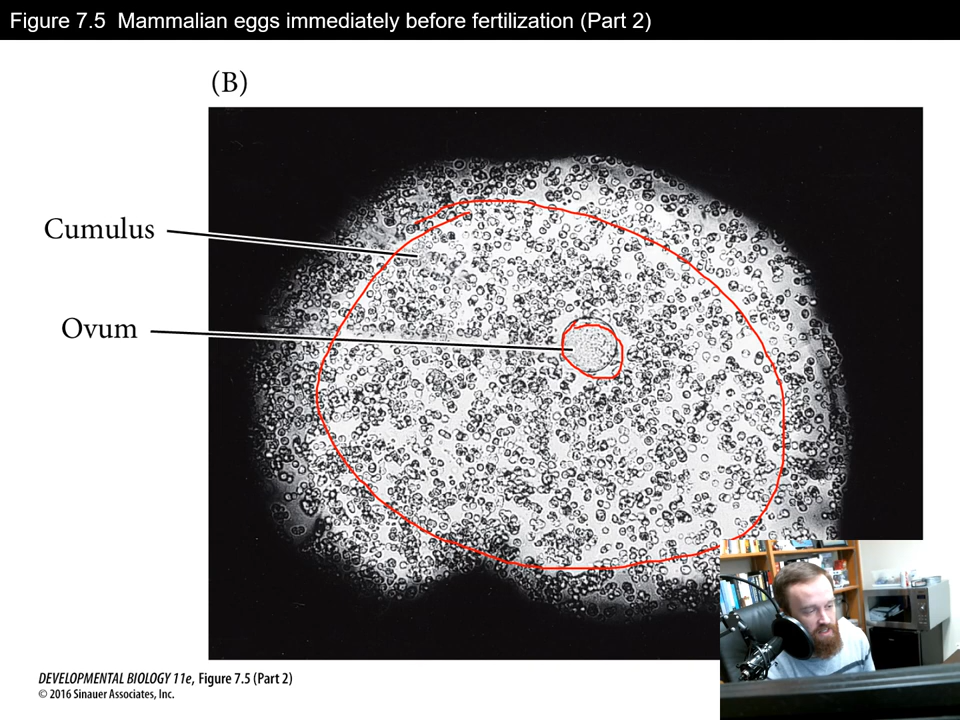 Figure 7.5 Mammalian eggs immediately before fertilization (Part 2)
(B)
Cumulus
Ovum
DEVELOPMENTAL BIOLOGY 11e, Figure 7.5 (Part 2)
© 2016 Sinauer Associates, Inc.